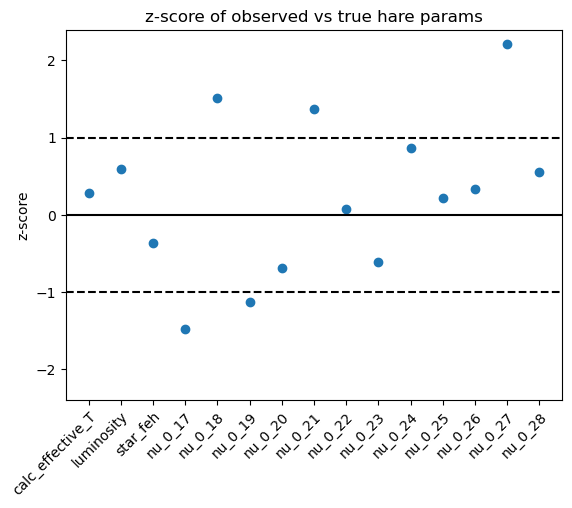 z-score of observed vs true hare params
z-score
2
1
0
−1
−2
calc_effective_T
luminosity
star_feh
nu_0_17
nu_0_18
nu_0_19
nu_0_20
nu_0_21
nu_0_22
nu_0_23
nu_0_24
nu_0_25
nu_0_26
nu_0_27
nu_0_28